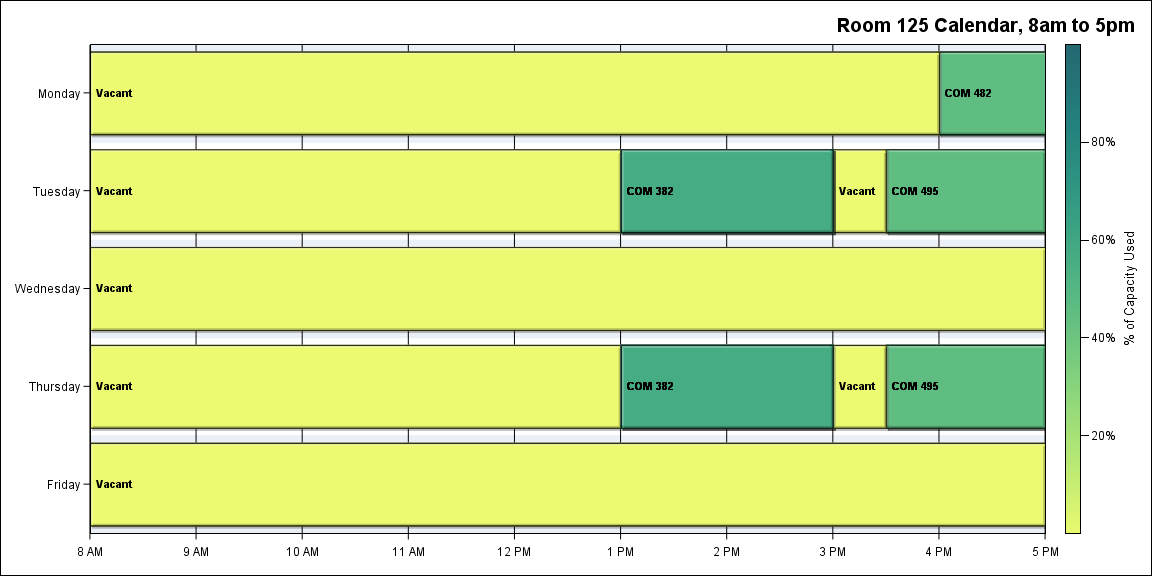 Room 125 Calendar, 8am to 5pm
Monday
Vacant
COM 482
Tuesday
Vacant
COM 382
Vacant
COM 495
Wednesday
Vacant
Thursday
Vacant
COM 382
Vacant
COM 495
Friday
Vacant
8 AM
9 AM
10 AM
11 AM
12 PM
1 PM
2 PM
3 PM
4 PM
5 PM
80%
60%
40%
20%
% of Capacity Used